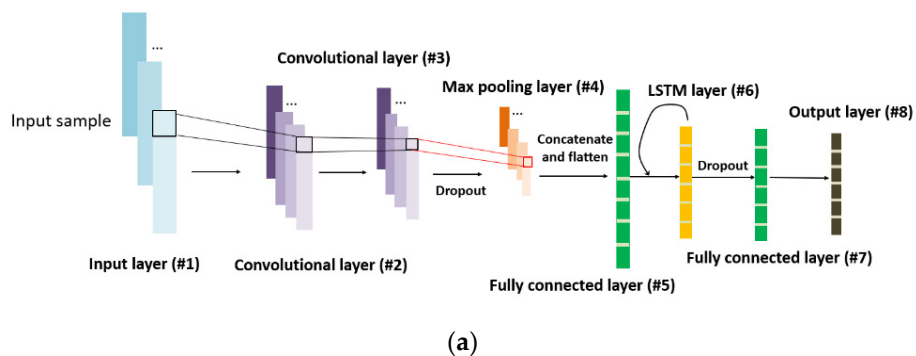 ...
Convolutional layer (#3)
...
...
Max pooling layer (#4)
...
LSTM layer (#6)
Output layer (#8)
Input sample
Concatenate
and flatten
Dropout
Dropout
Input layer (#1)
Convolutional layer (#2)
Fully connected layer (#5)
Fully connected layer (#7)
(a)